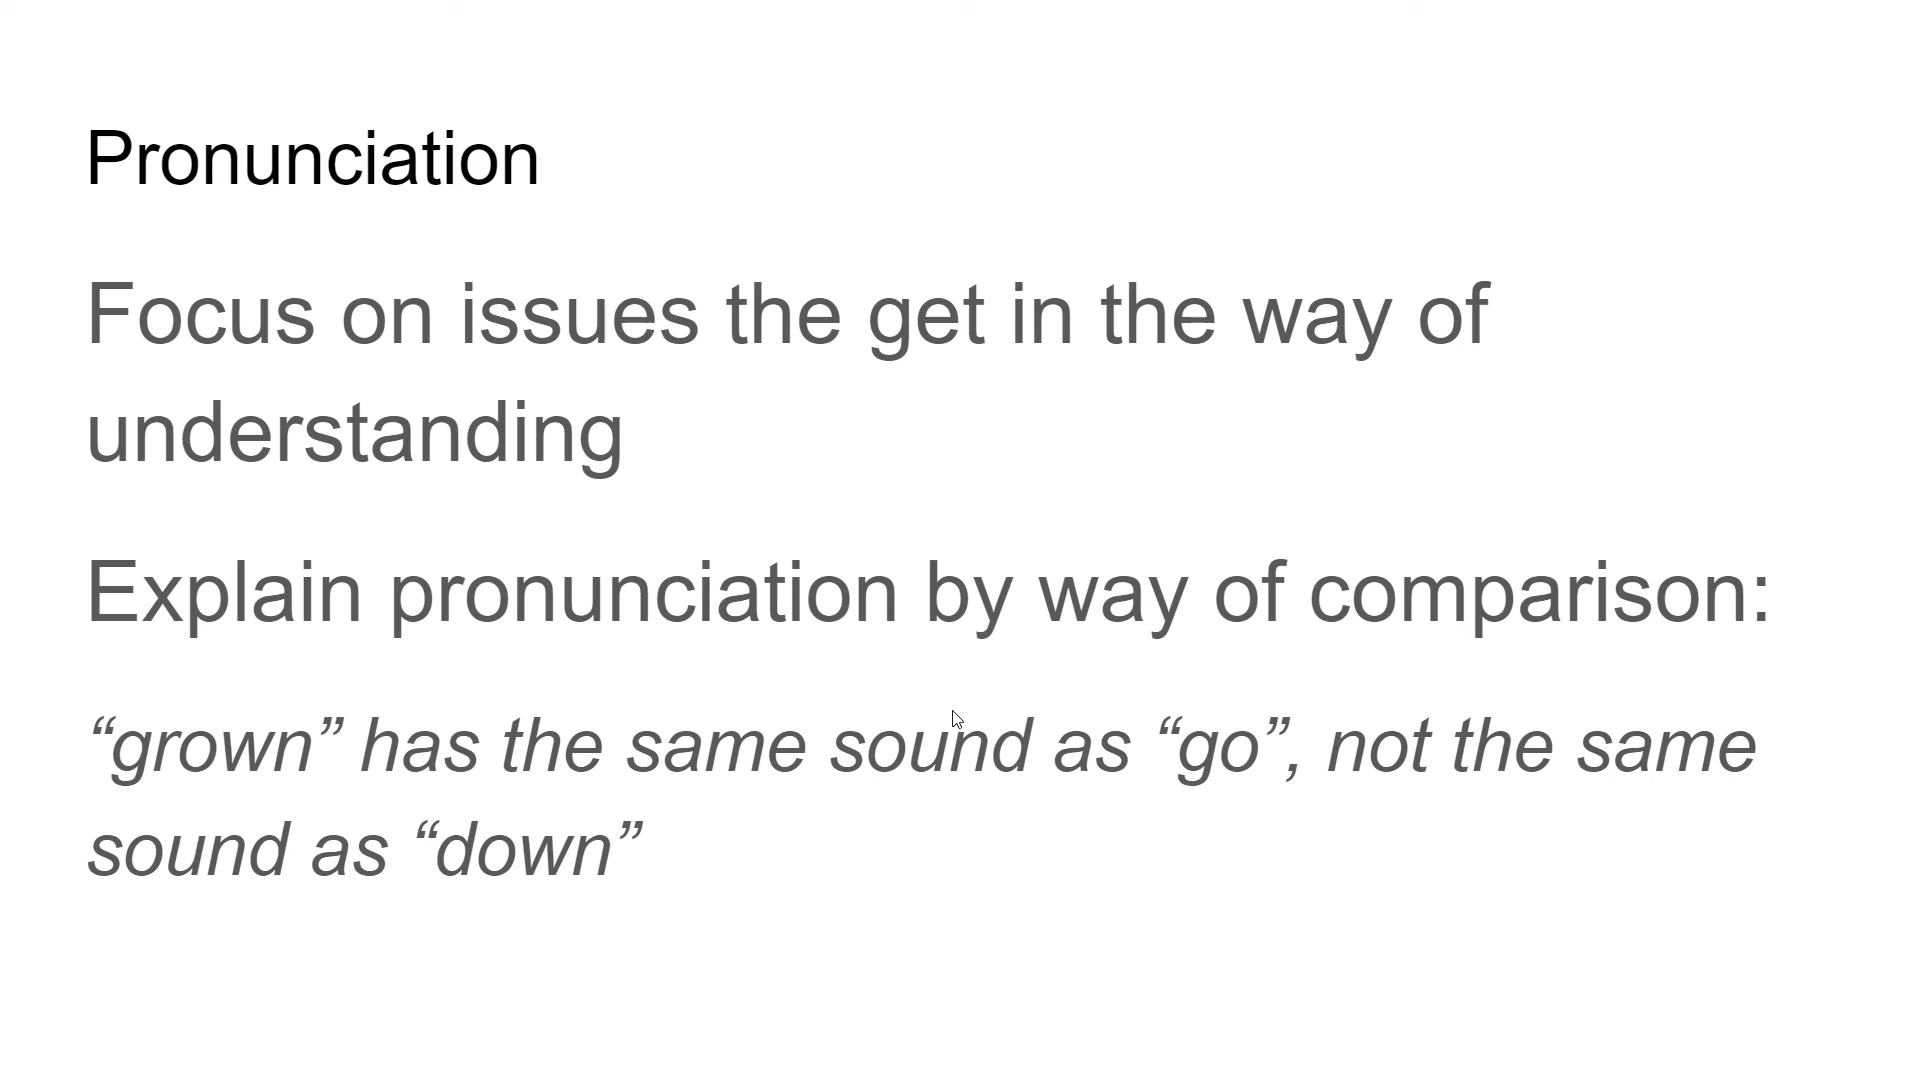 Pronunciation
Focus on issues the get in the way of
understanding
Explain pronunciation by way of comparison:
“grown” has the same sound as “go”, not the same
sound as “down”